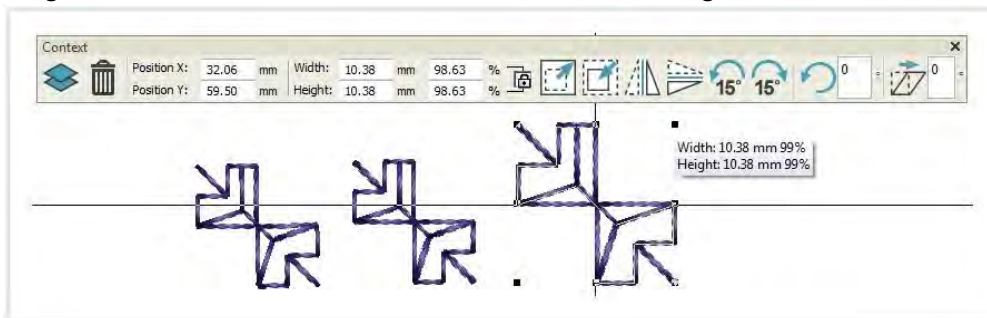 Context ×
Position X: 32.06 mm Width: 10.38 mm 98.63 % 15° 15° 0 ° 0 °
Position Y: 59.50 mm Height: 10.38 mm 98.63 %
Width: 10.38 mm 99%
Height: 10.38 mm 99%